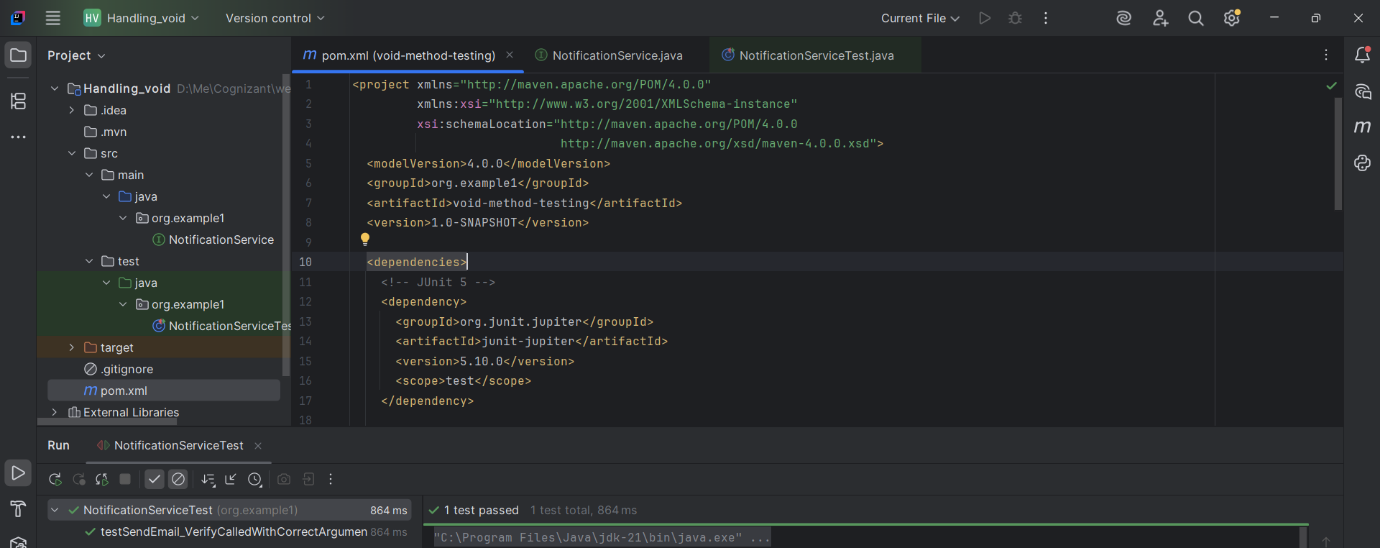 HV Handling_void Version control Current File
Project
pom.xml (void-method-testing) NotificationService.java NotificationServiceTest.java
Handling_void D:\Me\Cognizant\we
.idea
.mvn
src
main
java
org.example1
NotificationService
test
java
org.example1
NotificationServiceTes
target
.gitignore
pom.xml
External Libraries
1 <project xmlns="http://maven.apache.org/POM/4.0.0"
2 xmlns:xsi="http://www.w3.org/2001/XMLSchema-instance"
3 xsi:schemaLocation="http://maven.apache.org/POM/4.0.0
4 http://maven.apache.org/xsd/maven-4.0.0.xsd">
5 <modelVersion>4.0.0</modelVersion>
6 <groupId>org.example1</groupId>
7 <artifactId>void-method-testing</artifactId>
8 <version>1.0-SNAPSHOT</version>
9
10 <dependencies>
11 <!-- JUnit 5 -->
12 <dependency>
13 <groupId>org.junit.jupiter</groupId>
14 <artifactId>junit-jupiter</artifactId>
15 <version>5.10.0</version>
16 <scope>test</scope>
17 </dependency>
18
Run NotificationServiceTest
NotificationServiceTest (org.example1) 864 ms
testSendEmail_VerifyCalledWithCorrectArgumen 864 ms
1 test passed 1 test total, 864 ms
"C:\Program Files\Java\jdk-21\bin\java.exe" ...